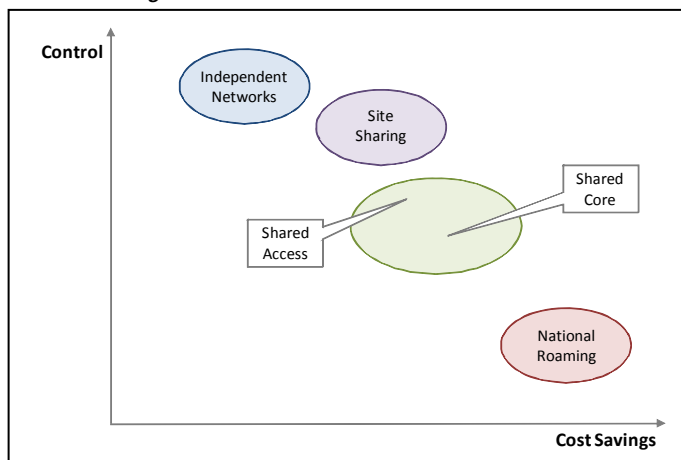 Control
Independent
Networks
Site
Sharing
Shared
Core
Shared
Access
National
Roaming
Cost Savings